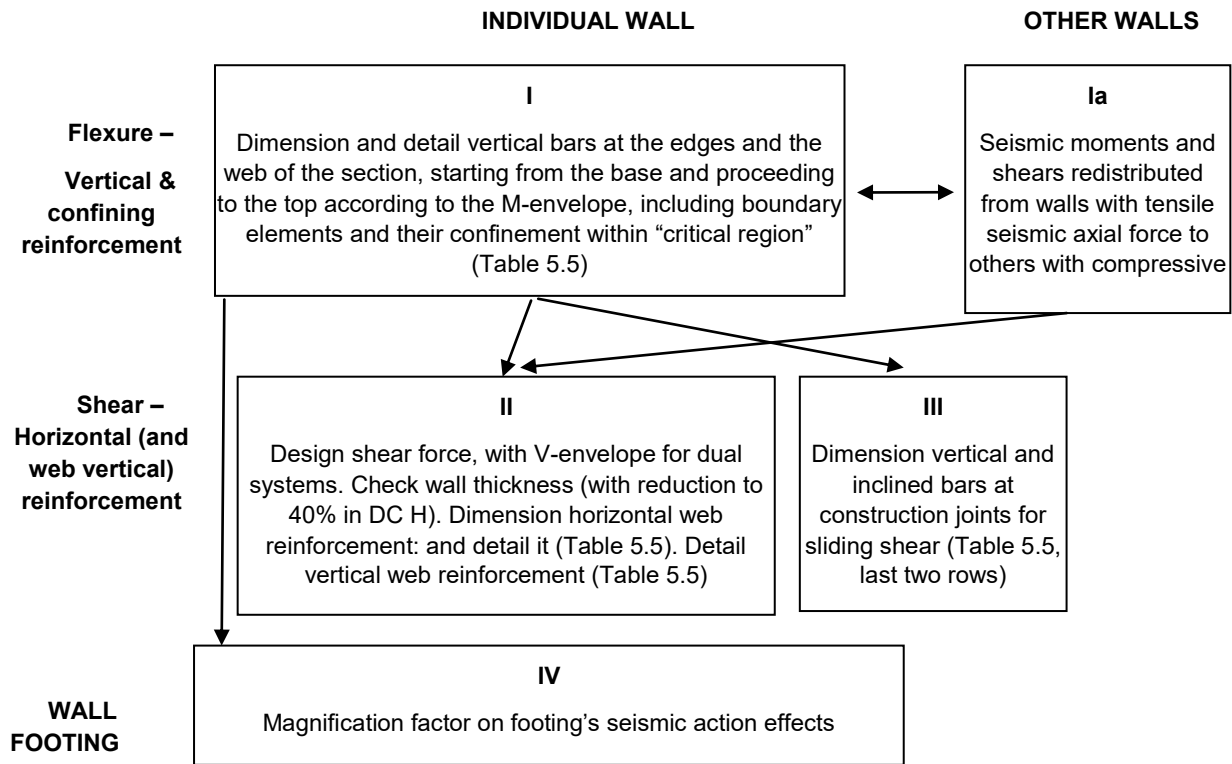 INDIVIDUAL WALL
OTHER WALLS
Flexure –
Vertical &
confining
reinforcement
I
Dimension and detail vertical bars at the edges and the
web of the section, starting from the base and proceeding
to the top according to the M-envelope, including boundary
elements and their confinement within “critical region”
(Table 5.5)
Ia
Seismic moments and
shears redistributed
from walls with tensile
seismic axial force to
others with compressive
Shear –
Horizontal (and
web vertical)
reinforcement
II
Design shear force, with V-envelope for dual
systems. Check wall thickness (with reduction to
40% in DC H). Dimension horizontal web
reinforcement: and detail it (Table 5.5). Detail
vertical web reinforcement (Table 5.5)
III
Dimension vertical and
inclined bars at
construction joints for
sliding shear (Table 5.5,
last two rows)
WALL
FOOTING
IV
Magnification factor on footing’s seismic action effects